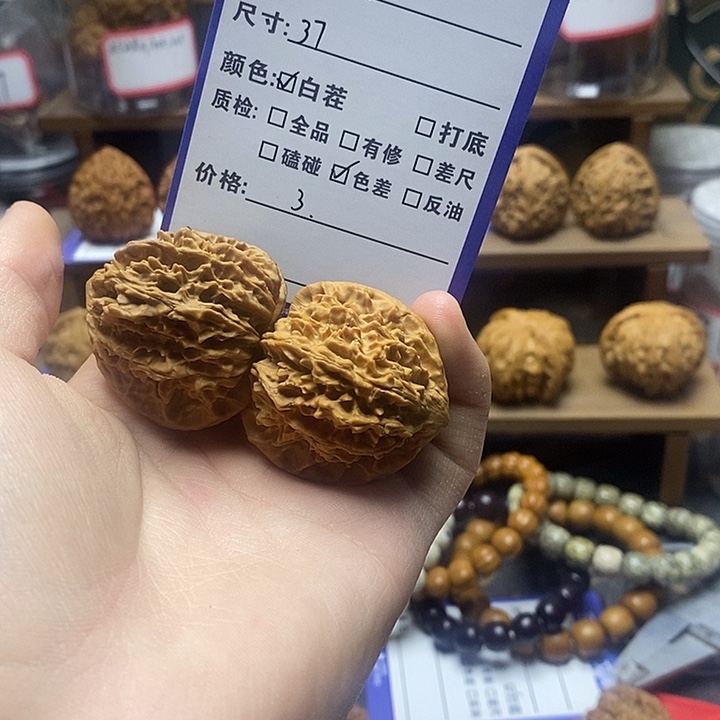 尺寸: 37
颜色: ☑白茬 ☐打底
质检: ☐全品 ☐有修 ☐差尺
☐磕碰 ☑色差 ☐反油
价格: 3.